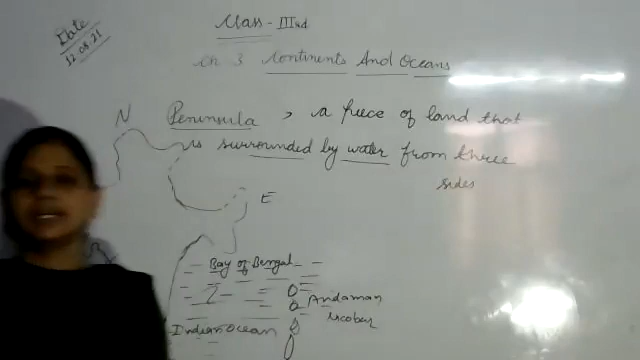 Date
12.08.21
Class - IIIrd
Ch 3 Continents And Oceans
N
Peninsula > a piece of land that
is surrounded by water from three
sides
E
Bay of Bengal
Andaman
Indian Ocean